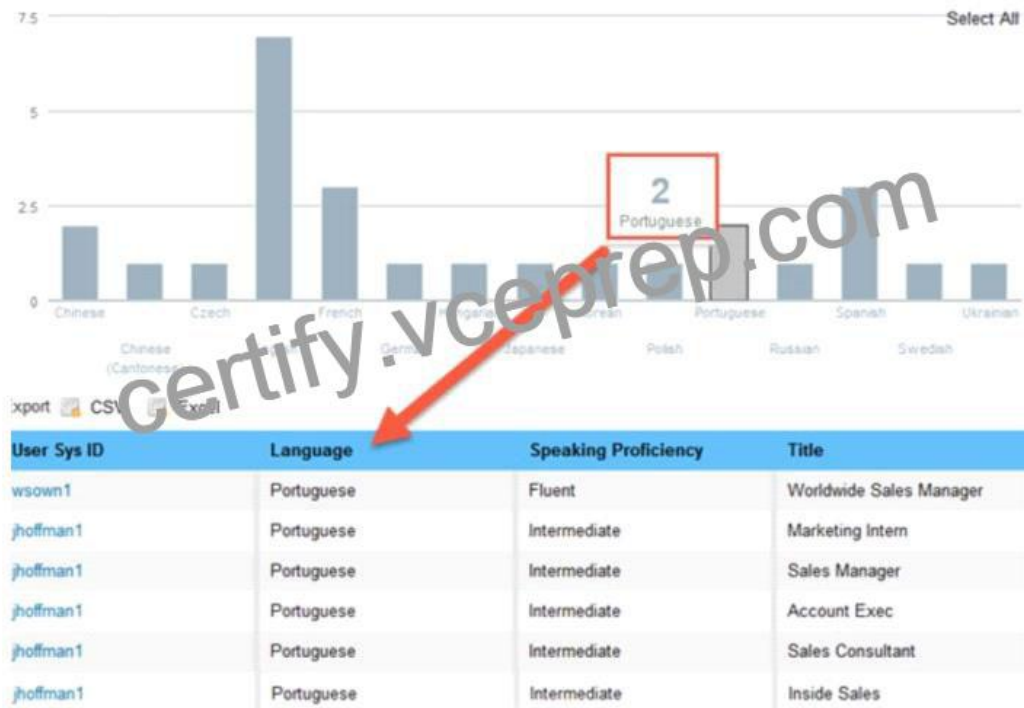 7.5
Select All
5
2
Portuguese
2.5
0
Chinese Czech French Portuguese Spanish Ukrainian
Chinese Japanese Polish Russian Swedish
(Cantonese)
certify.vceprep.com
xport CSV Excel
User Sys ID Language Speaking Proficiency Title
wsown1 Portuguese Fluent Worldwide Sales Manager
jhoffman1 Portuguese Intermediate Marketing Intern
jhoffman1 Portuguese Intermediate Sales Manager
jhoffman1 Portuguese Intermediate Account Exec
jhoffman1 Portuguese Intermediate Sales Consultant
jhoffman1 Portuguese Intermediate Inside Sales